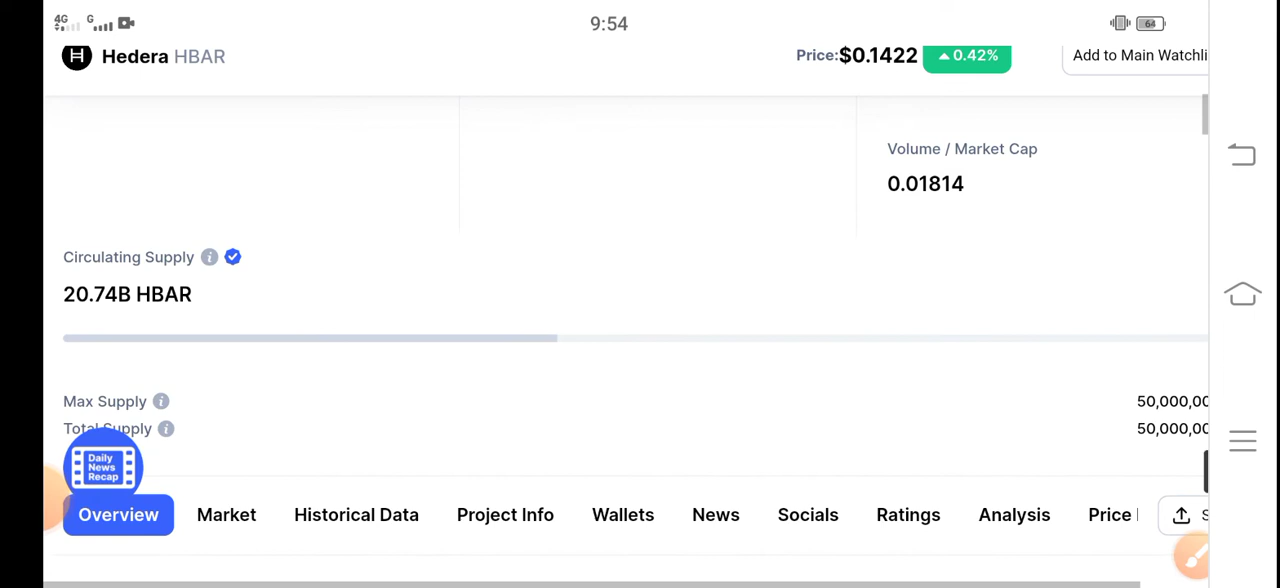 4G G 9:54 64
Hedera HBAR Price:$0.1422 0.42% Add to Main Watchli
Volume / Market Cap
0.01814
Circulating Supply
20.74B HBAR
Max Supply 50,000,00
Total Supply 50,000,00
Daily
News
Recap
Overview Market Historical Data Project Info Wallets News Socials Ratings Analysis Price